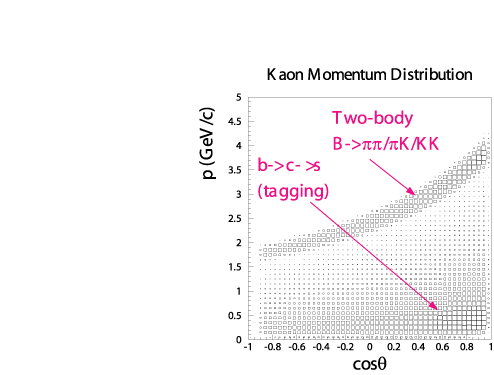 Kaon Momentum Distribution
p (GeV/c)
5
4.5
4
3.5
3
2.5
2
1.5
1
0.5
0
Two-body
B->ππ/πK/KK
b->c->s
(tagging)
-1 -0.8 -0.6 -0.4 -0.2 0 0.2 0.4 0.6 0.8 1
cosθ